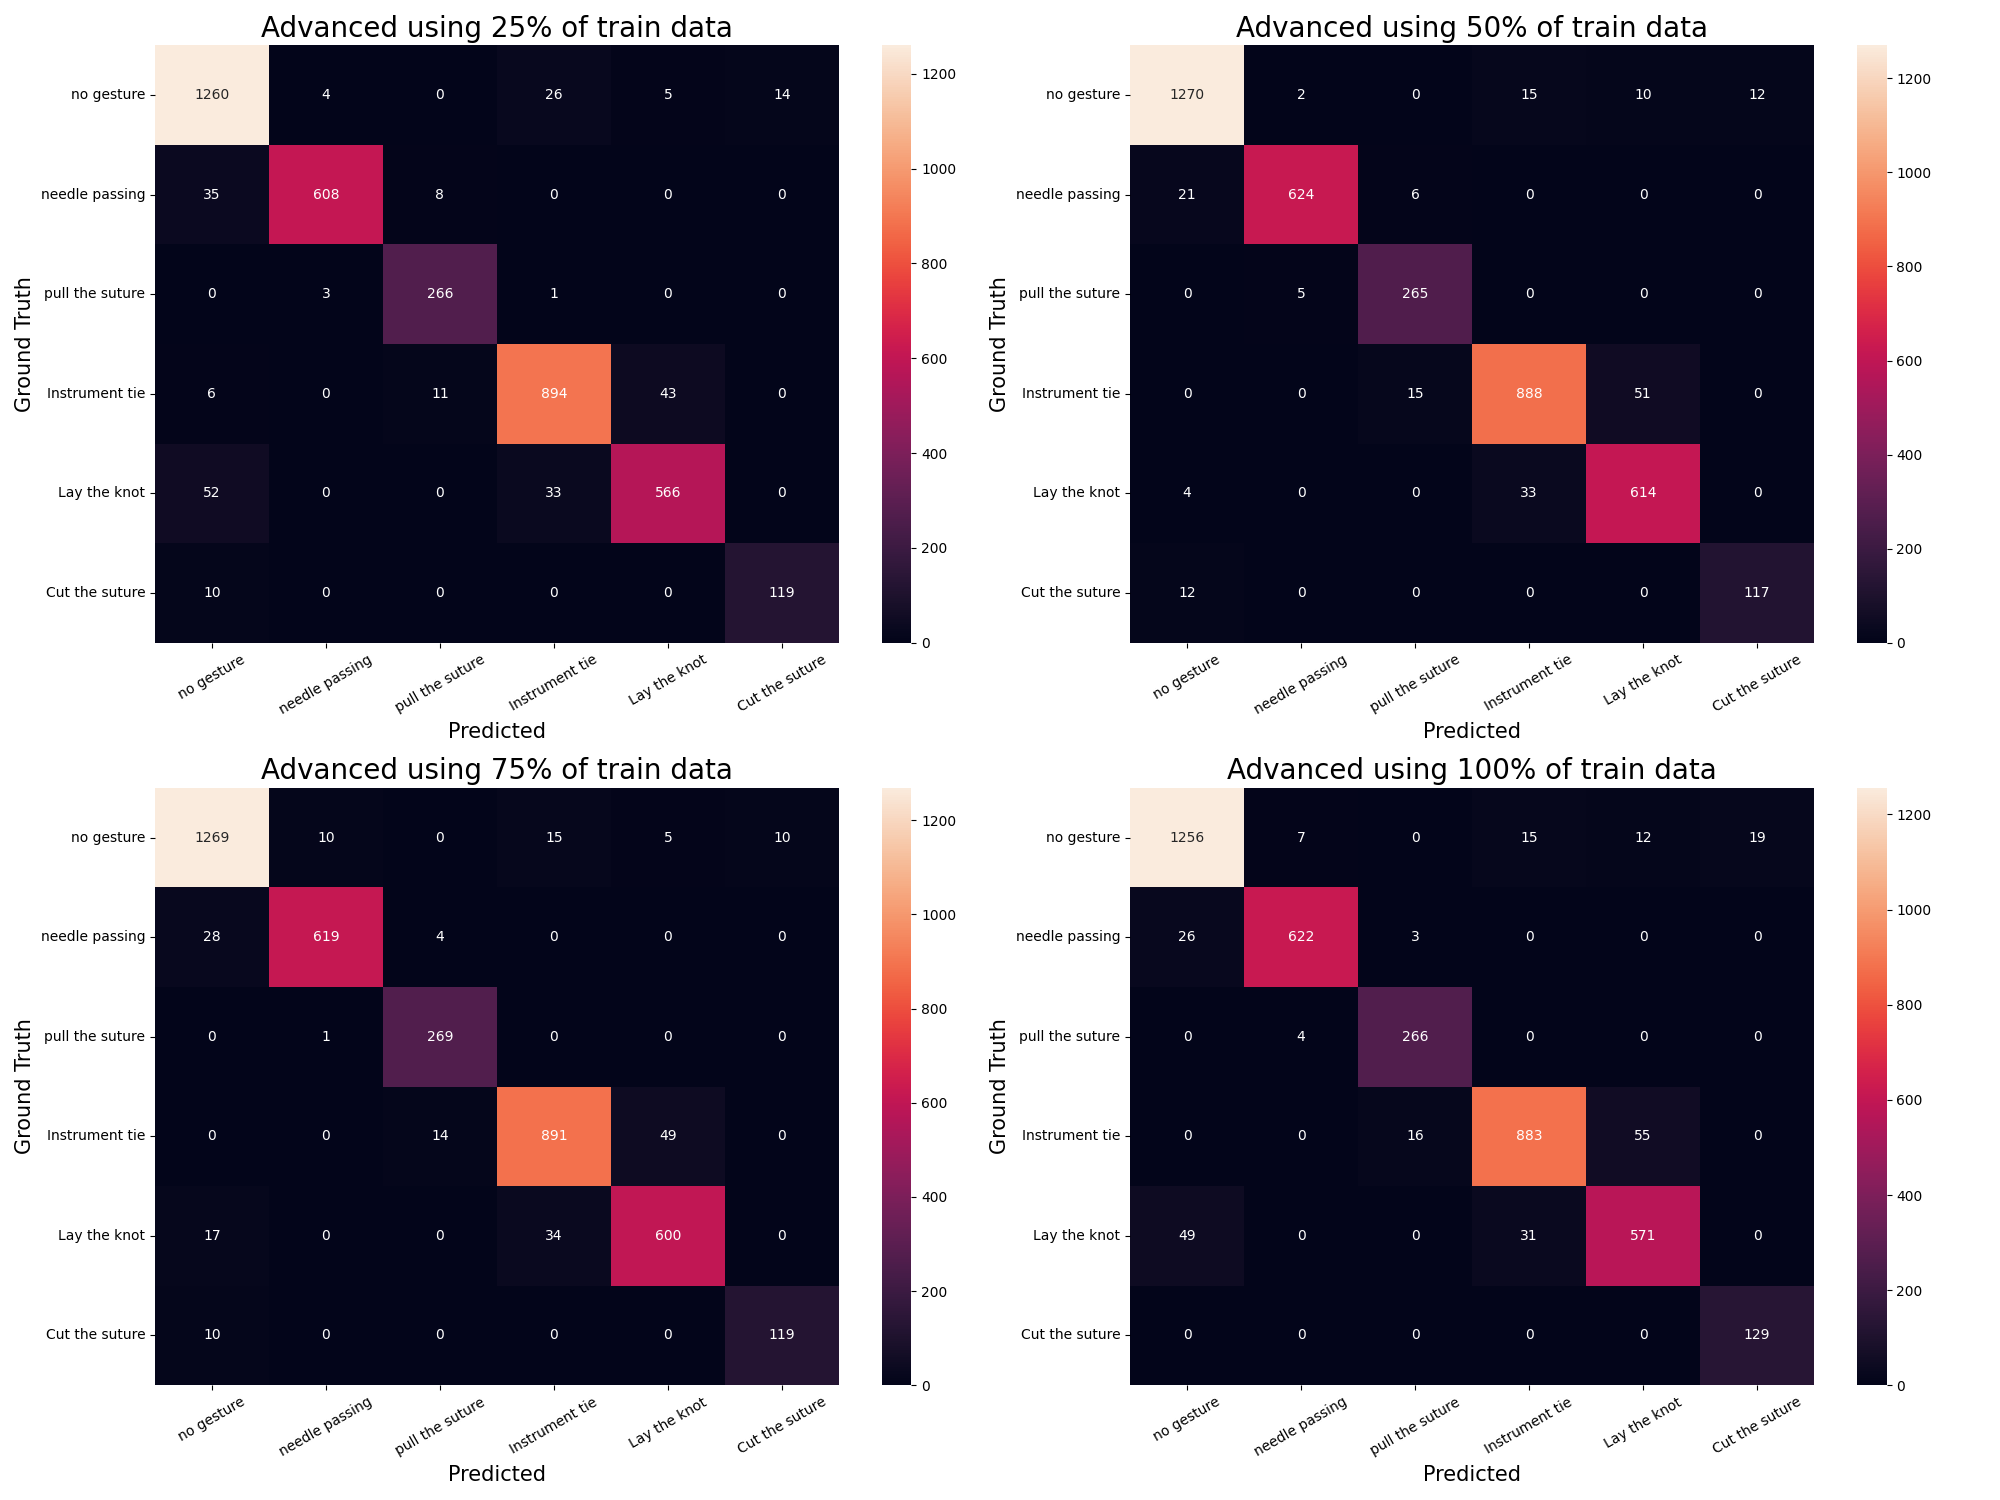 Advanced using 25% of train data
no gesture 1260 4 0 26 5 14
needle passing 35 608 8 0 0 0
pull the suture 0 3 266 1 0 0
Instrument tie 6 0 11 894 43 0
Lay the knot 52 0 0 33 566 0
Cut the suture 10 0 0 0 0 119
Ground Truth
no gesture needle passing pull the suture Instrument tie Lay the knot Cut the suture
Predicted
1200
1000
800
600
400
200
0
Advanced using 50% of train data
no gesture 1270 2 0 15 10 12
needle passing 21 624 6 0 0 0
pull the suture 0 5 265 0 0 0
Instrument tie 0 0 15 888 51 0
Lay the knot 4 0 0 33 614 0
Cut the suture 12 0 0 0 0 117
Ground Truth
no gesture needle passing pull the suture Instrument tie Lay the knot Cut the suture
Predicted
1200
1000
800
600
400
200
0
Advanced using 75% of train data
no gesture 1269 10 0 15 5 10
needle passing 28 619 4 0 0 0
pull the suture 0 1 269 0 0 0
Instrument tie 0 0 14 891 49 0
Lay the knot 17 0 0 34 600 0
Cut the suture 10 0 0 0 0 119
Ground Truth
no gesture needle passing pull the suture Instrument tie Lay the knot Cut the suture
Predicted
1200
1000
800
600
400
200
0
Advanced using 100% of train data
no gesture 1256 7 0 15 12 19
needle passing 26 622 3 0 0 0
pull the suture 0 4 266 0 0 0
Instrument tie 0 0 16 883 55 0
Lay the knot 49 0 0 31 571 0
Cut the suture 0 0 0 0 0 129
Ground Truth
no gesture needle passing pull the suture Instrument tie Lay the knot Cut the suture
Predicted
1200
1000
800
600
400
200
0